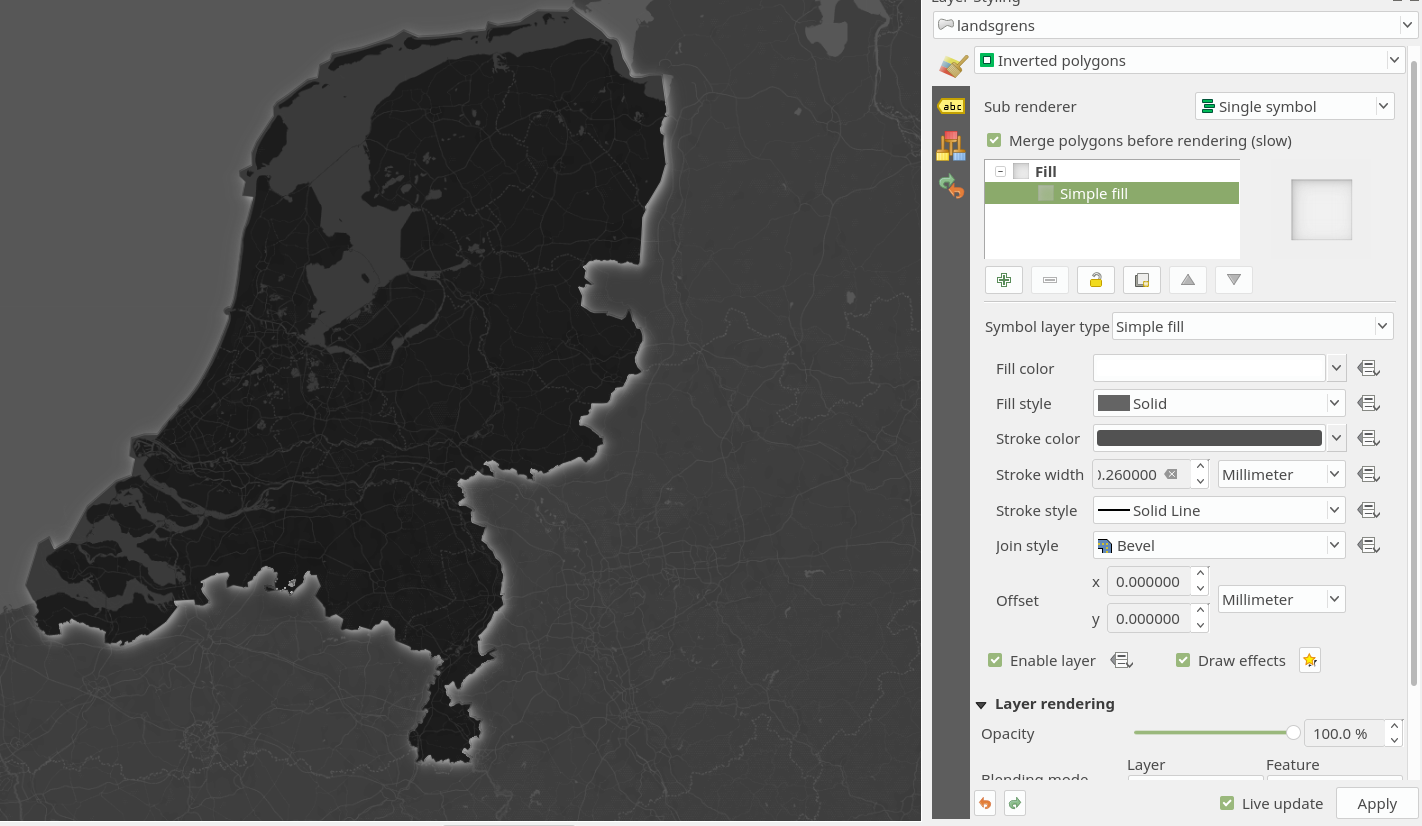 Layer Styling
landsgrens
Inverted polygons
abc
Sub renderer Single symbol
Merge polygons before rendering (slow)
Fill
Simple fill
Symbol layer type Simple fill
Fill color
Fill style Solid
Stroke color
Stroke width 0.260000 Millimeter
Stroke style Solid Line
Join style Bevel
Offset x 0.000000 Millimeter
y 0.000000
Enable layer Draw effects
Layer rendering
Opacity 100.0 %
Layer Feature
Blending mode
Live update Apply